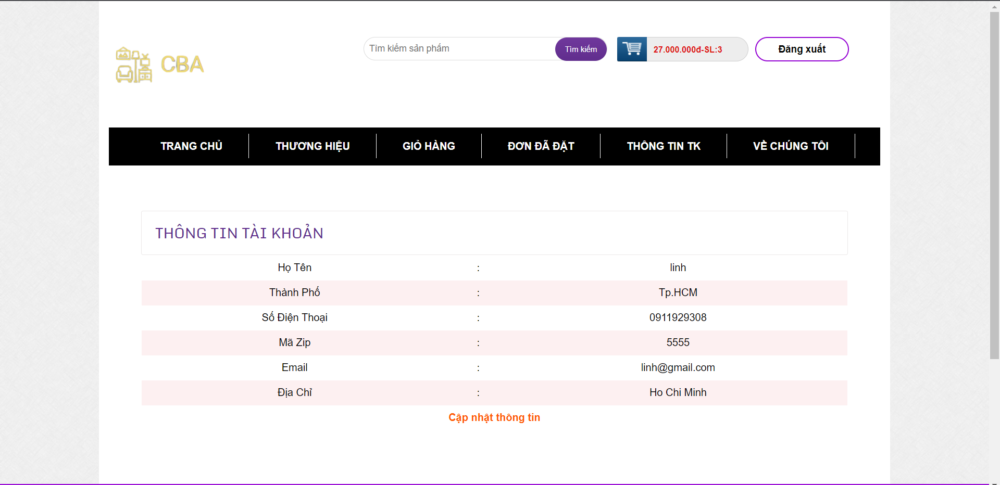 CBA
Tìm kiếm sản phẩm
Tìm kiếm
27.000.000đ-SL:3
Đăng xuất
TRANG CHỦ THƯƠNG HIỆU GIỎ HÀNG ĐƠN ĐÃ ĐẶT THÔNG TIN TK VỀ CHÚNG TÔI
THÔNG TIN TÀI KHOẢN
Họ Tên : linh
Thành Phố : Tp.HCM
Số Điện Thoại : 0911929308
Mã Zip : 5555
Email : linh@gmail.com
Địa Chỉ : Ho Chi Minh
Cập nhật thông tin